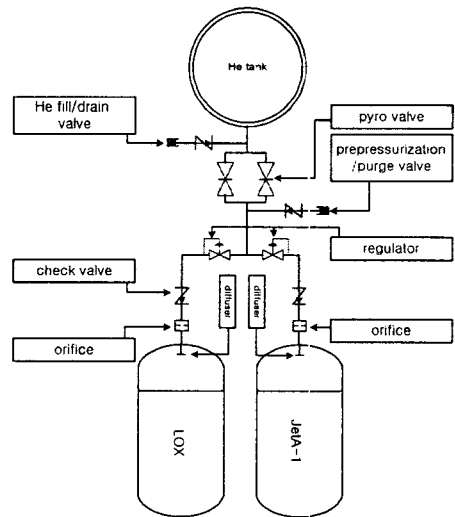 He tank
He fill/drain
valve
pyro valve
prepressurization
/purge valve
regulator
check valve
diffuser
diffuser
orifice
orifice
LOX
JetA-1